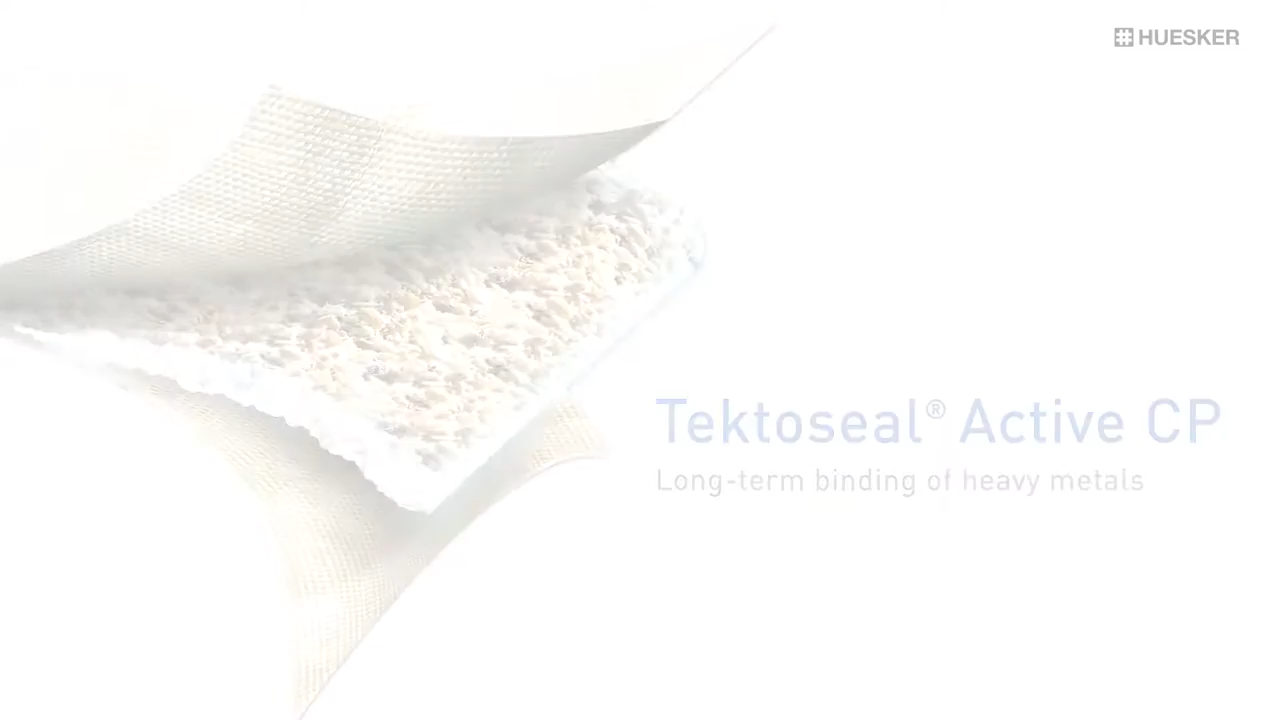 HUESKER
Tektoseal® Active CP
Long-term binding of heavy metals